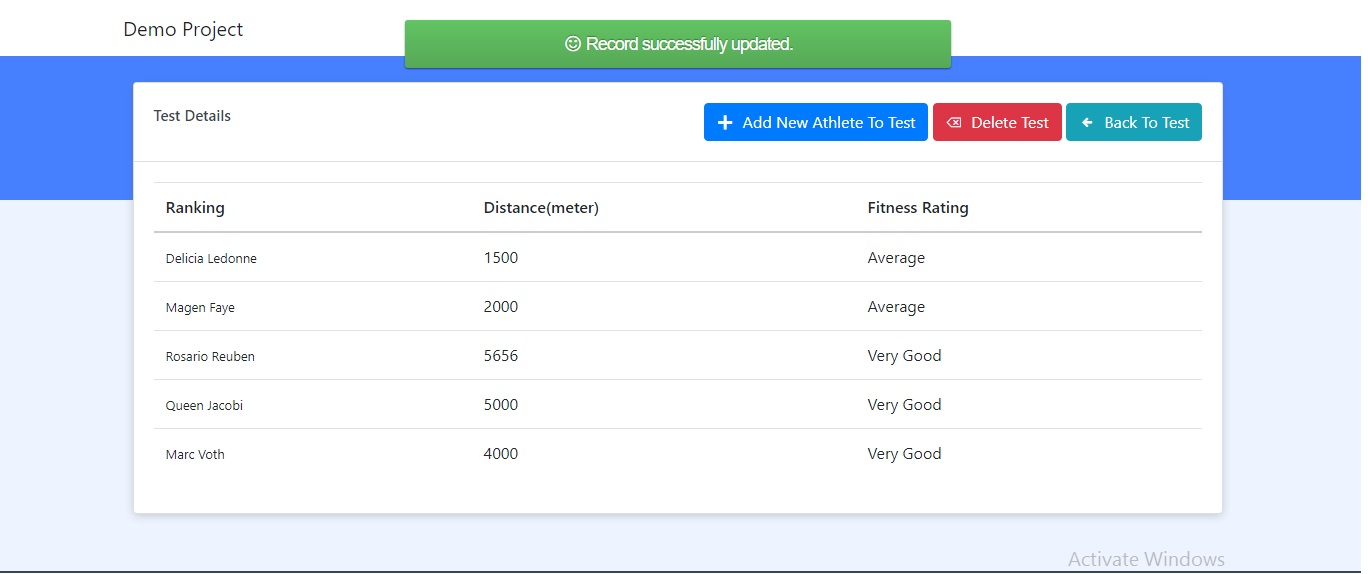 Demo Project
Record successfully updated.
Test Details
Add New Athlete To Test Delete Test Back To Test
Ranking Distance(meter) Fitness Rating
Delicia Ledonne 1500 Average
Magen Faye 2000 Average
Rosario Reuben 5656 Very Good
Queen Jacobi 5000 Very Good
Marc Voth 4000 Very Good
Activate Windows